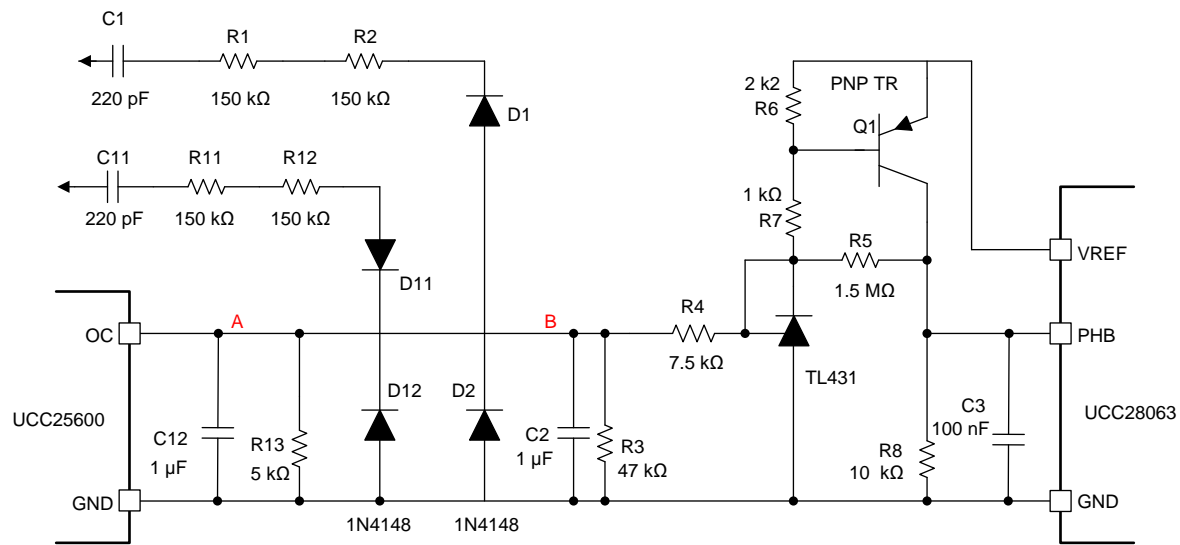 C1
R1
R2
220 pF
150 kΩ
150 kΩ
D1
C11
R11
R12
220 pF
150 kΩ
150 kΩ
D11
2 k2
R6
PNP TR
Q1
1 kΩ
R7
R5
1.5 MΩ
VREF
OC
A
B
R4
7.5 kΩ
TL431
PHB
UCC25600
C12
1 µF
R13
5 kΩ
D12
D2
C2
1 µF
R3
47 kΩ
C3
100 nF
R8
10 kΩ
UCC28063
GND
1N4148
1N4148
GND